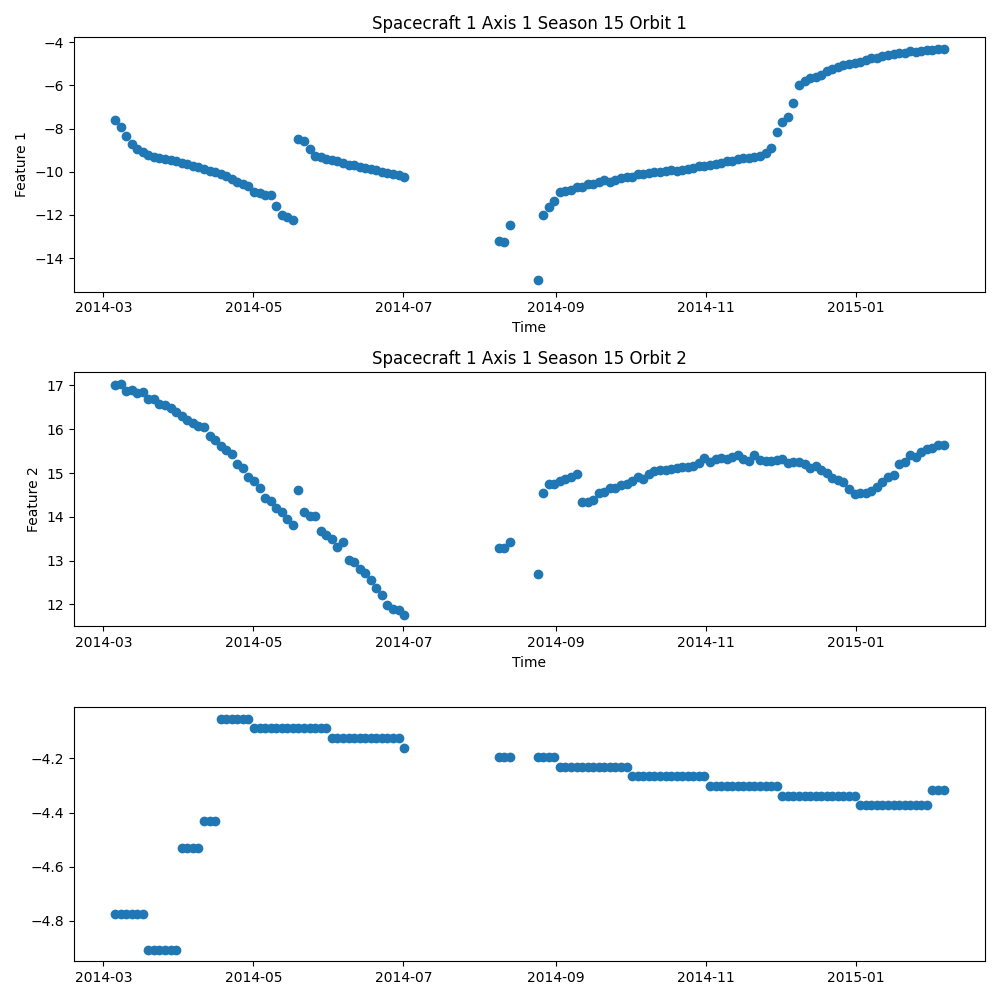 Spacecraft 1 Axis 1 Season 15 Orbit 1
−4
−6
−8
−10
−12
−14
Feature 1
2014-03 2014-05 2014-07 2014-09 2014-11 2015-01
Time
Spacecraft 1 Axis 1 Season 15 Orbit 2
17
16
15
14
13
12
Feature 2
2014-03 2014-05 2014-07 2014-09 2014-11 2015-01
Time
−4.2
−4.4
−4.6
−4.8
2014-03 2014-05 2014-07 2014-09 2014-11 2015-01